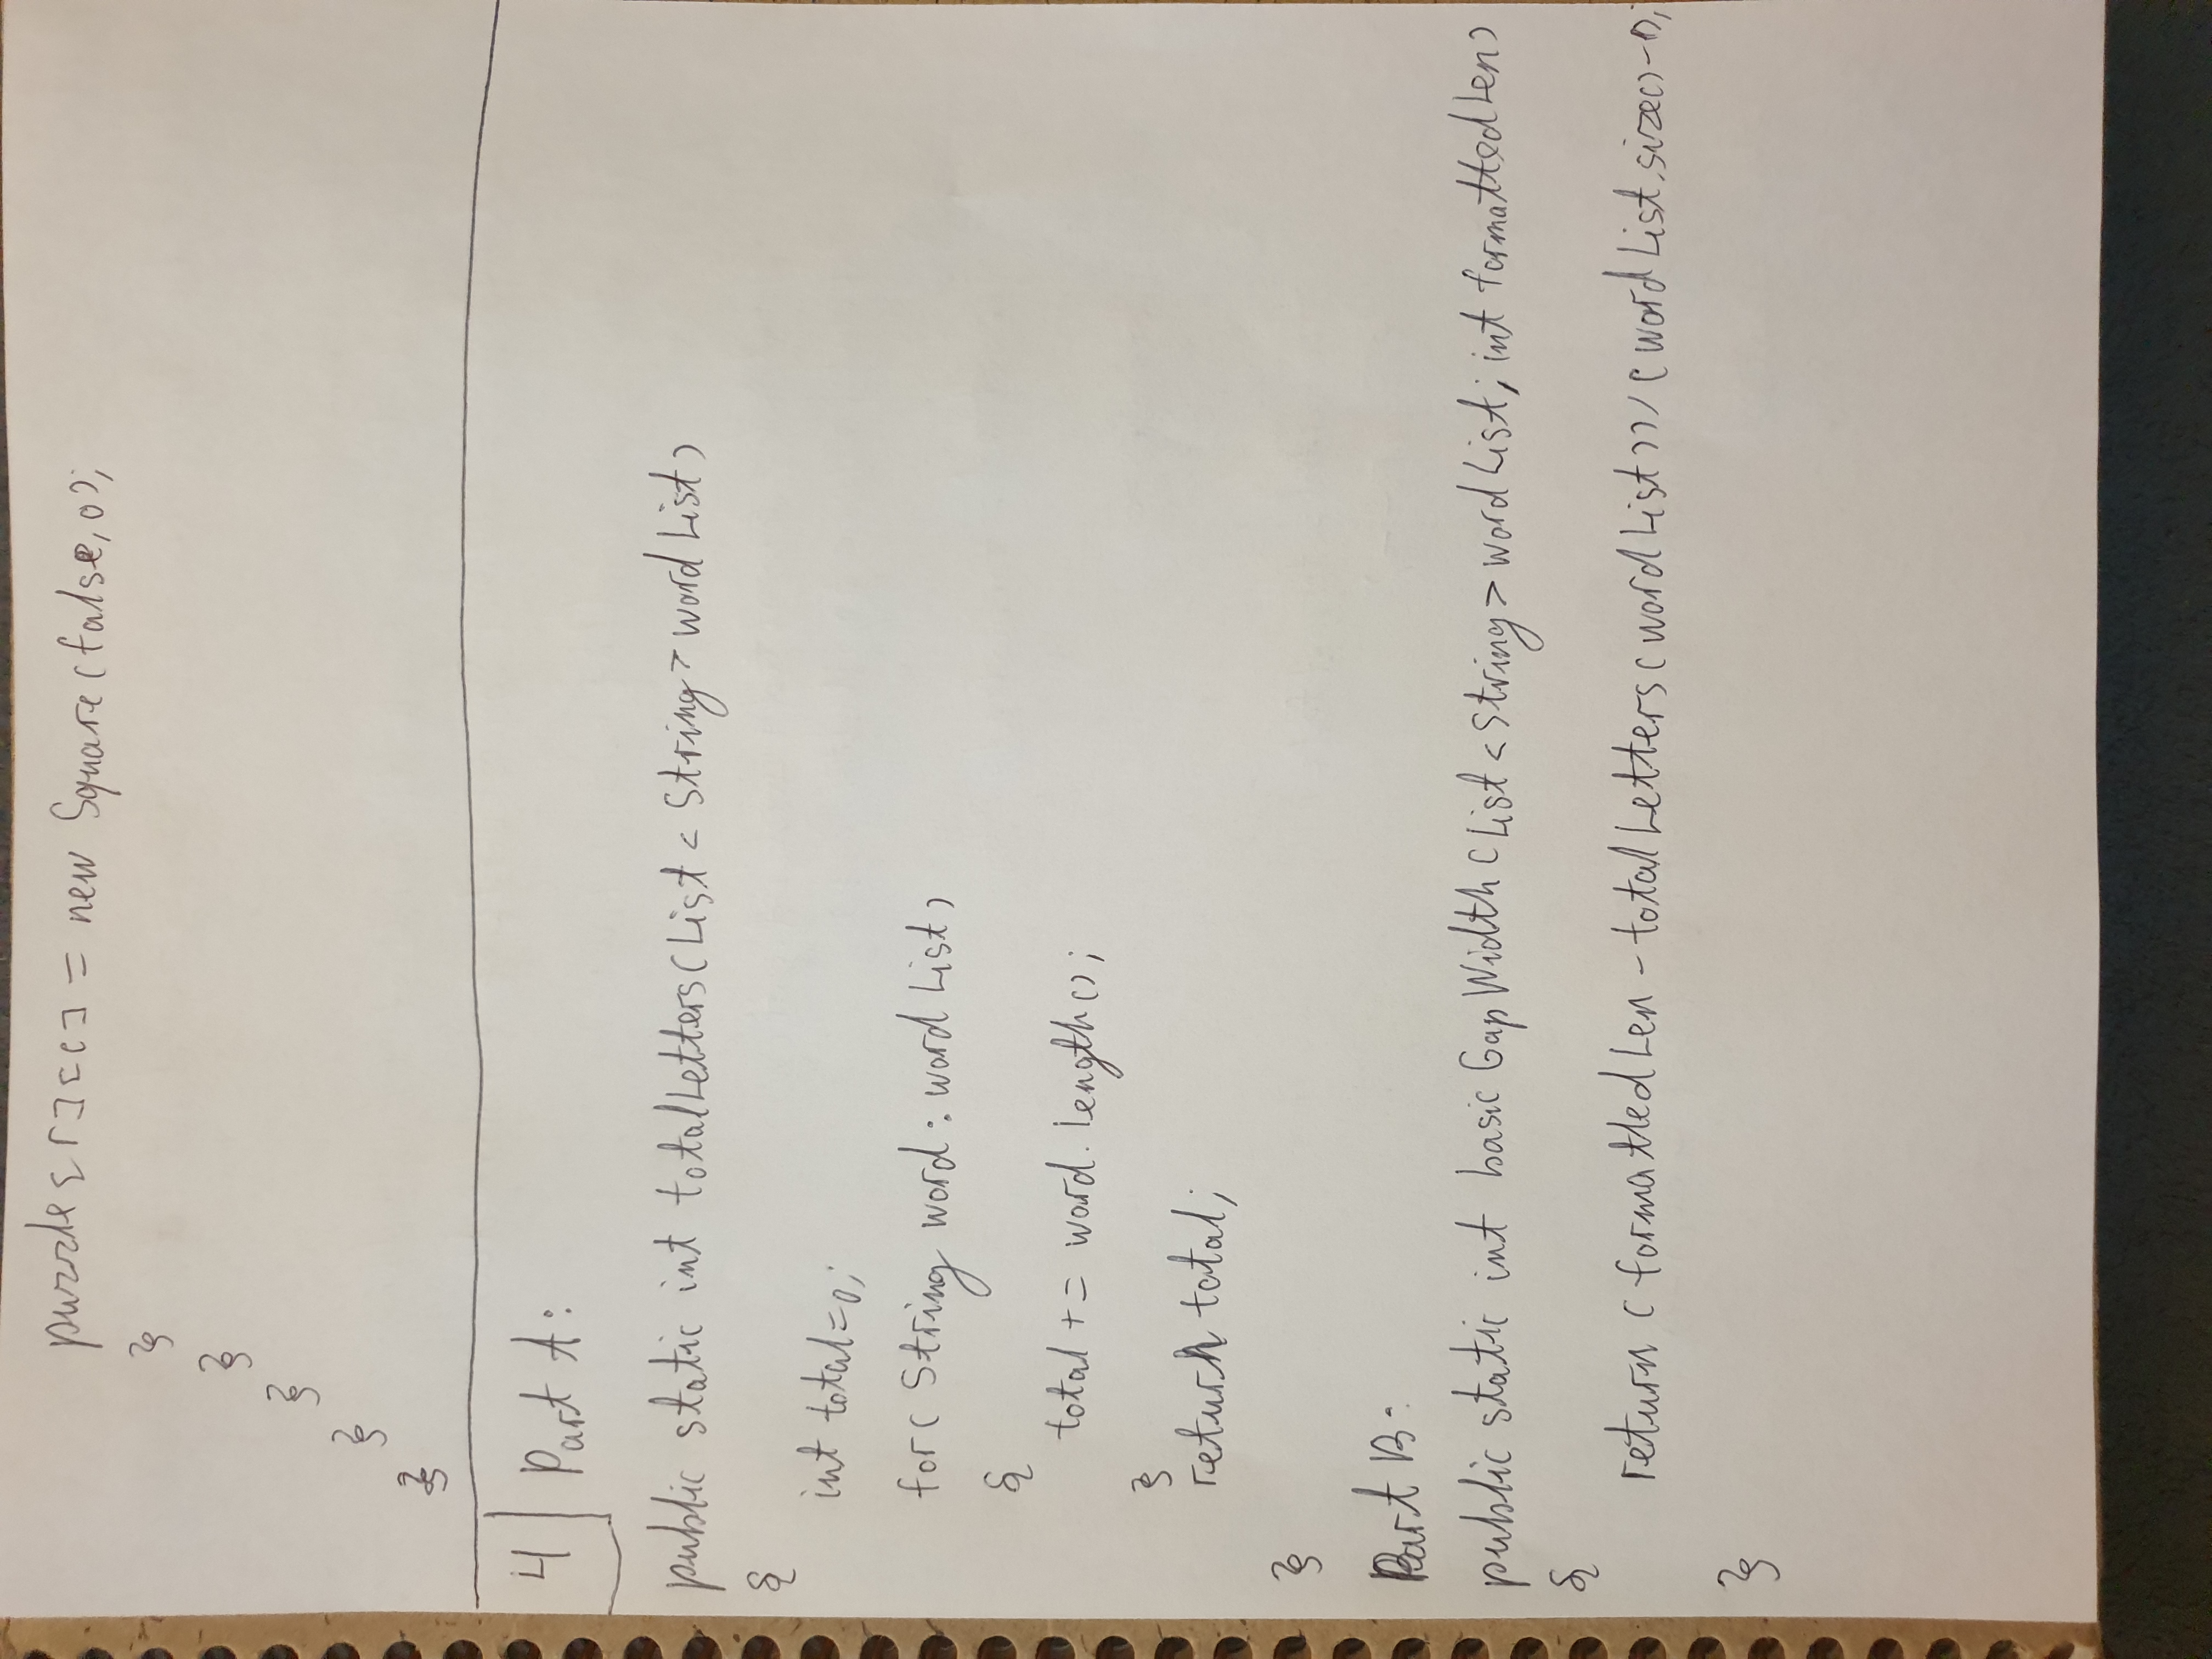 puzzle[r][c] = new Square(false, 0);
}
}
}
}
}
4 Part A:
public static int totalLetters(List<String> wordList)
{
int total=0;
for( String word : wordList)
{
total += word.length();
}
return total;
}
Part B:
public static int basicGapWidth(List<String> wordList; int formattedLen)
{
return (formattedLen - totalLetters(wordList))/(wordList.size()-1);
}